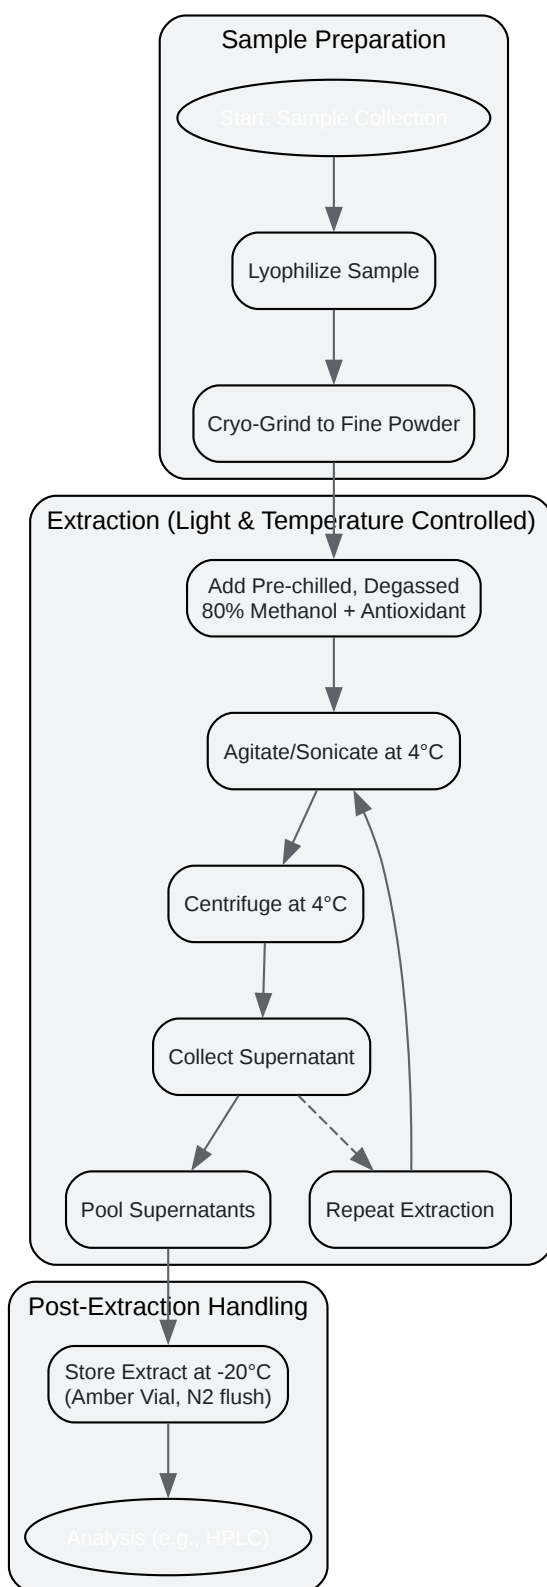 Sample Preparation
Start: Sample Collection
Lyophilize Sample
Cryo-Grind to Fine Powder
Extraction (Light & Temperature Controlled)
Add Pre-chilled, Degassed
80% Methanol + Antioxidant
Agitate/Sonicate at 4°C
Centrifuge at 4°C
Collect Supernatant
Pool Supernatants
Repeat Extraction
Post-Extraction Handling
Store Extract at -20°C
(Amber Vial, N2 flush)
Analysis (e.g., HPLC)